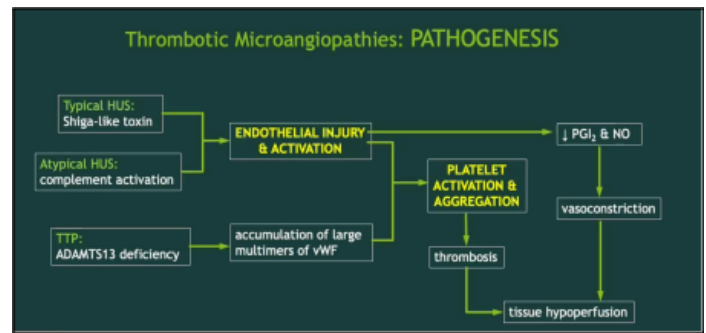 Thrombotic Microangiopathies: PATHOGENESIS
Typical HUS:
Shiga-like toxin
Atypical HUS:
complement activation
TTP:
ADAMTS13 deficiency
ENDOTHELIAL INJURY
& ACTIVATION
accumulation of large
multimers of vWF
PLATELET
ACTIVATION &
AGGREGATION
thrombosis
↓ PGI₂ & NO
vasoconstriction
tissue hypoperfusion